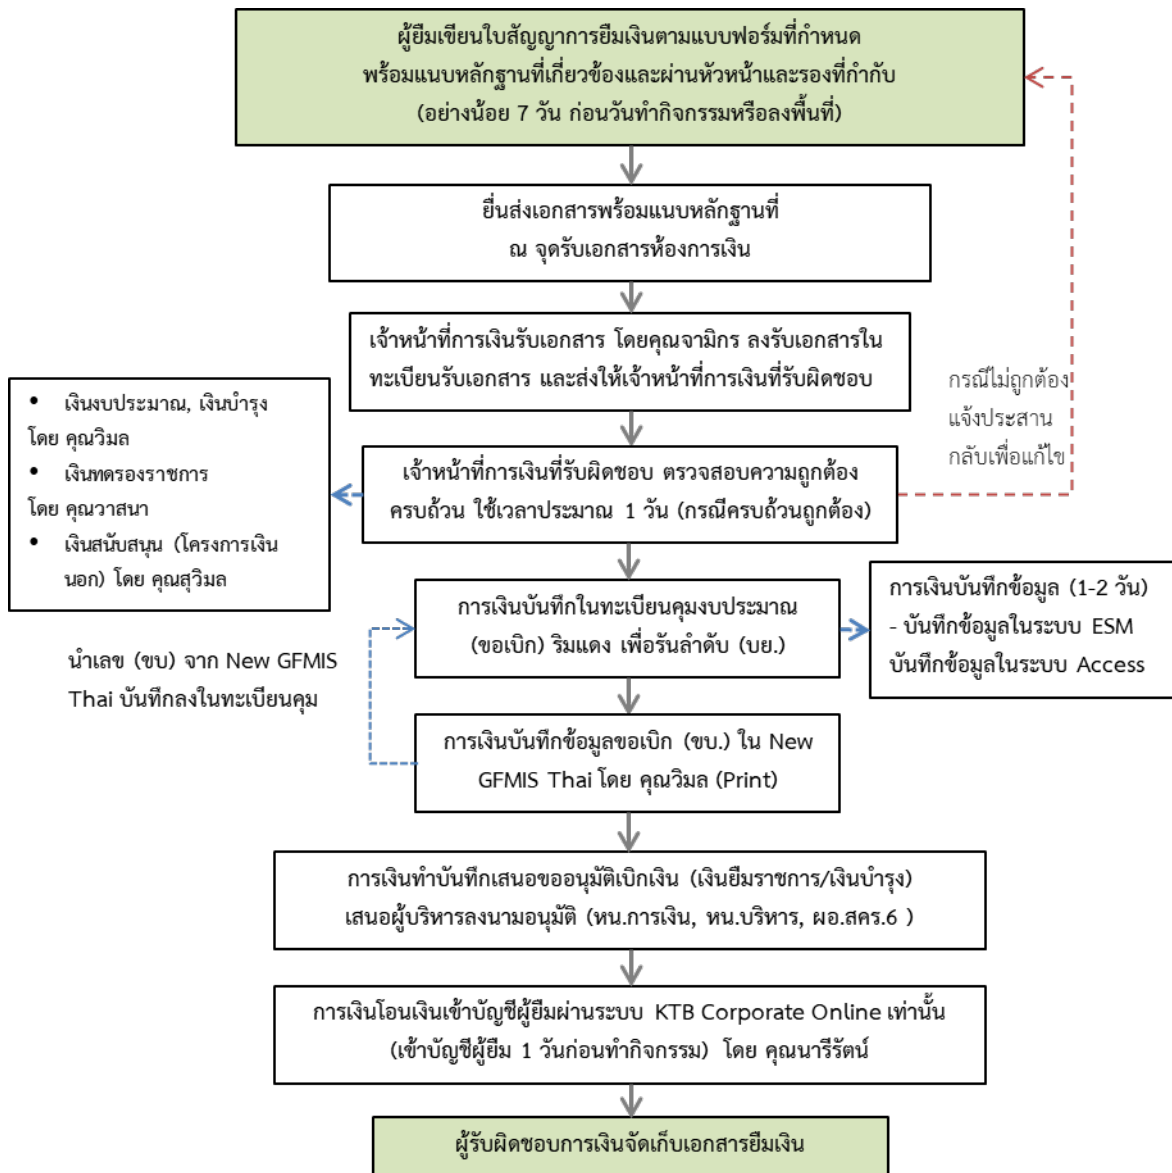 ผู้ยืมเขียนใบสัญญาการยืมเงินตามแบบฟอร์มที่กำหนด
พร้อมแนบหลักฐานที่เกี่ยวข้องและผ่านหัวหน้าและรองที่กำกับ
(อย่างน้อย 7 วัน ก่อนวันทำกิจกรรมหรือลงพื้นที่)
ยื่นส่งเอกสารพร้อมแนบหลักฐานที่
ณ จุดรับเอกสารห้องการเงิน
เจ้าหน้าที่การเงินรับเอกสาร โดยคุณจามิกร ลงรับเอกสารใน
ทะเบียนรับเอกสาร และส่งให้เจ้าหน้าที่การเงินที่รับผิดชอบ
กรณีไม่ถูกต้อง
แจ้งประสาน
กลับเพื่อแก้ไข
• เงินงบประมาณ, เงินบำรุง
โดย คุณวิมล
• เงินทดรองราชการ
โดย คุณวาสนา
• เงินสนับสนุน (โครงการเงิน
นอก) โดย คุณสุวิมล
เจ้าหน้าที่การเงินที่รับผิดชอบ ตรวจสอบความถูกต้อง
ครบถ้วน ใช้เวลาประมาณ 1 วัน (กรณีครบถ้วนถูกต้อง)
การเงินบันทึกในทะเบียนคุมงบประมาณ
(ขอเบิก) ริมแดง เพื่อรันลำดับ (บย.)
การเงินบันทึกข้อมูล (1-2 วัน)
- บันทึกข้อมูลในระบบ ESM
บันทึกข้อมูลในระบบ Access
นำเลข (ขบ) จาก New GFMIS
Thai บันทึกลงในทะเบียนคุม
การเงินบันทึกข้อมูลขอเบิก (ขบ.) ใน New
GFMIS Thai โดย คุณวิมล (Print)
การเงินทำบันทึกเสนอขออนุมัติเบิกเงิน (เงินยืมราชการ/เงินบำรุง)
เสนอผู้บริหารลงนามอนุมัติ (หน.การเงิน, หน.บริหาร, ผอ.สคร.6 )
การเงินโอนเงินเข้าบัญชีผู้ยืมผ่านระบบ KTB Corporate Online เท่านั้น
(เข้าบัญชีผู้ยืม 1 วันก่อนทำกิจกรรม) โดย คุณนารีรัตน์
ผู้รับผิดชอบการเงินจัดเก็บเอกสารยืมเงิน